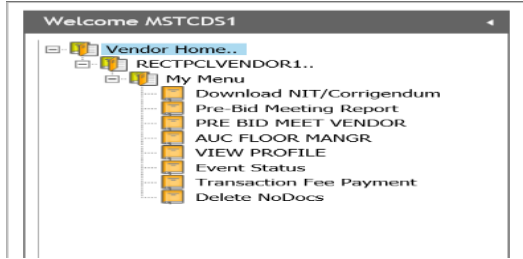 Welcome MSTCDS1
Vendor Home..
RECTPCLVENDOR1..
My Menu
Download NIT/Corrigendum
Pre-Bid Meeting Report
PRE BID MEET VENDOR
AUC FLOOR MANGR
VIEW PROFILE
Event Status
Transaction Fee Payment
Delete NoDocs